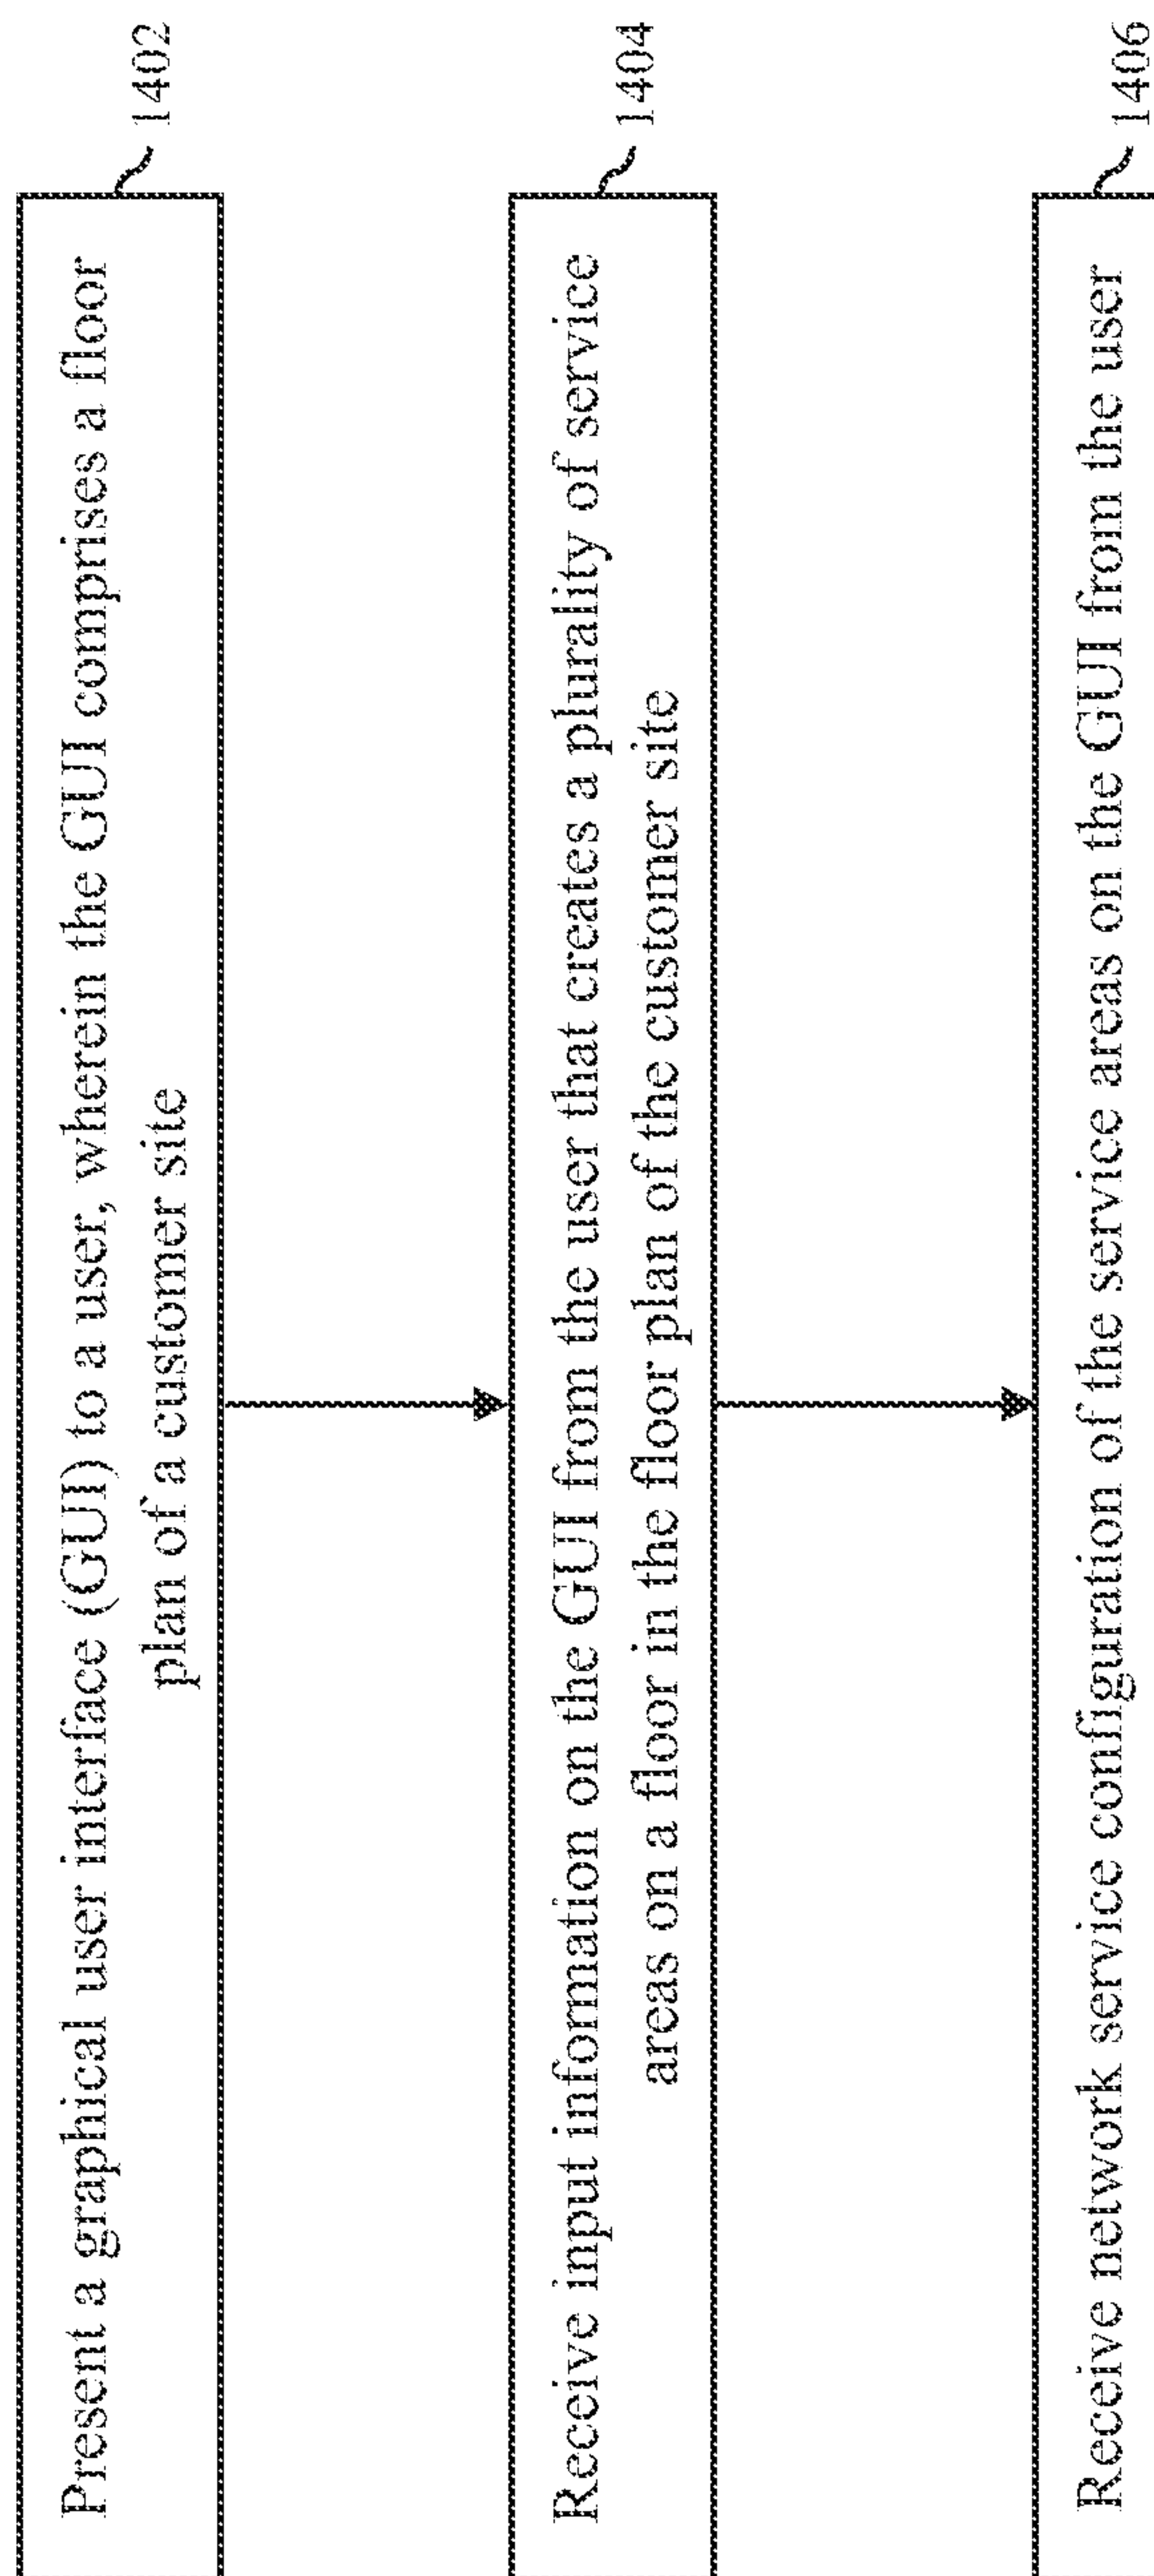 Present a graphical user interface (GUI) to a user, wherein the GUI comprises a floor
plan of a customer site
1402
Receive input information on the GUI from the user that creates a plurality of service
areas on a floor in the floor plan of the customer site
1404
Receive network service configuration of the service areas on the GUI from the user
1406